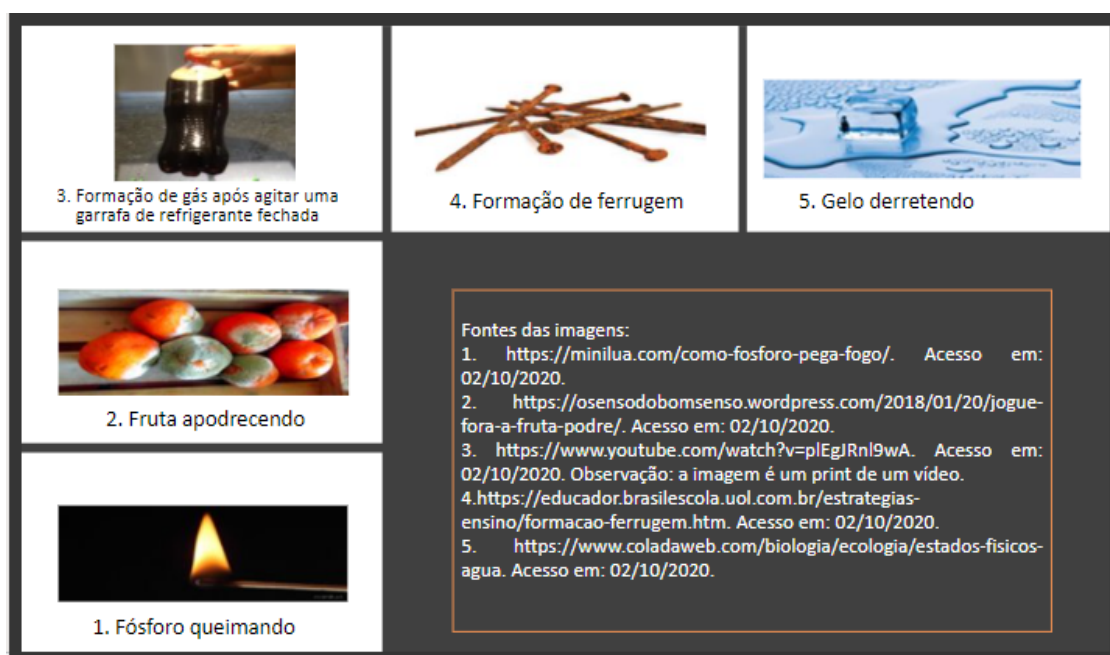 3. Formação de gás após agitar uma
garrafa de refrigerante fechada
4. Formação de ferrugem
5. Gelo derretendo
2. Fruta apodrecendo
1. Fósforo queimando
Fontes das imagens:
1. https://minilua.com/como-fosforo-pega-fogo/. Acesso em:
02/10/2020.
2. https://osensodobomsenso.wordpress.com/2018/01/20/jogue-
fora-a-fruta-podre/. Acesso em: 02/10/2020.
3. https://www.youtube.com/watch?v=plEgJRnl9wA. Acesso em:
02/10/2020. Observação: a imagem é um print de um vídeo.
4.https://educador.brasilescola.uol.com.br/estrategias-
ensino/formacao-ferrugem.htm. Acesso em: 02/10/2020.
5. https://www.coladaweb.com/biologia/ecologia/estados-fisicos-
agua. Acesso em: 02/10/2020.